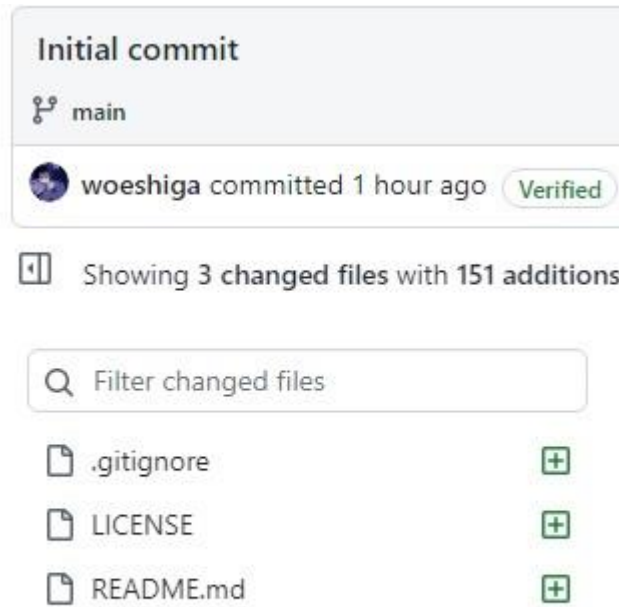 Initial commit
main
woeshiga committed 1 hour ago Verified
Showing 3 changed files with 151 additions
Filter changed files
.gitignore
LICENSE
README.md